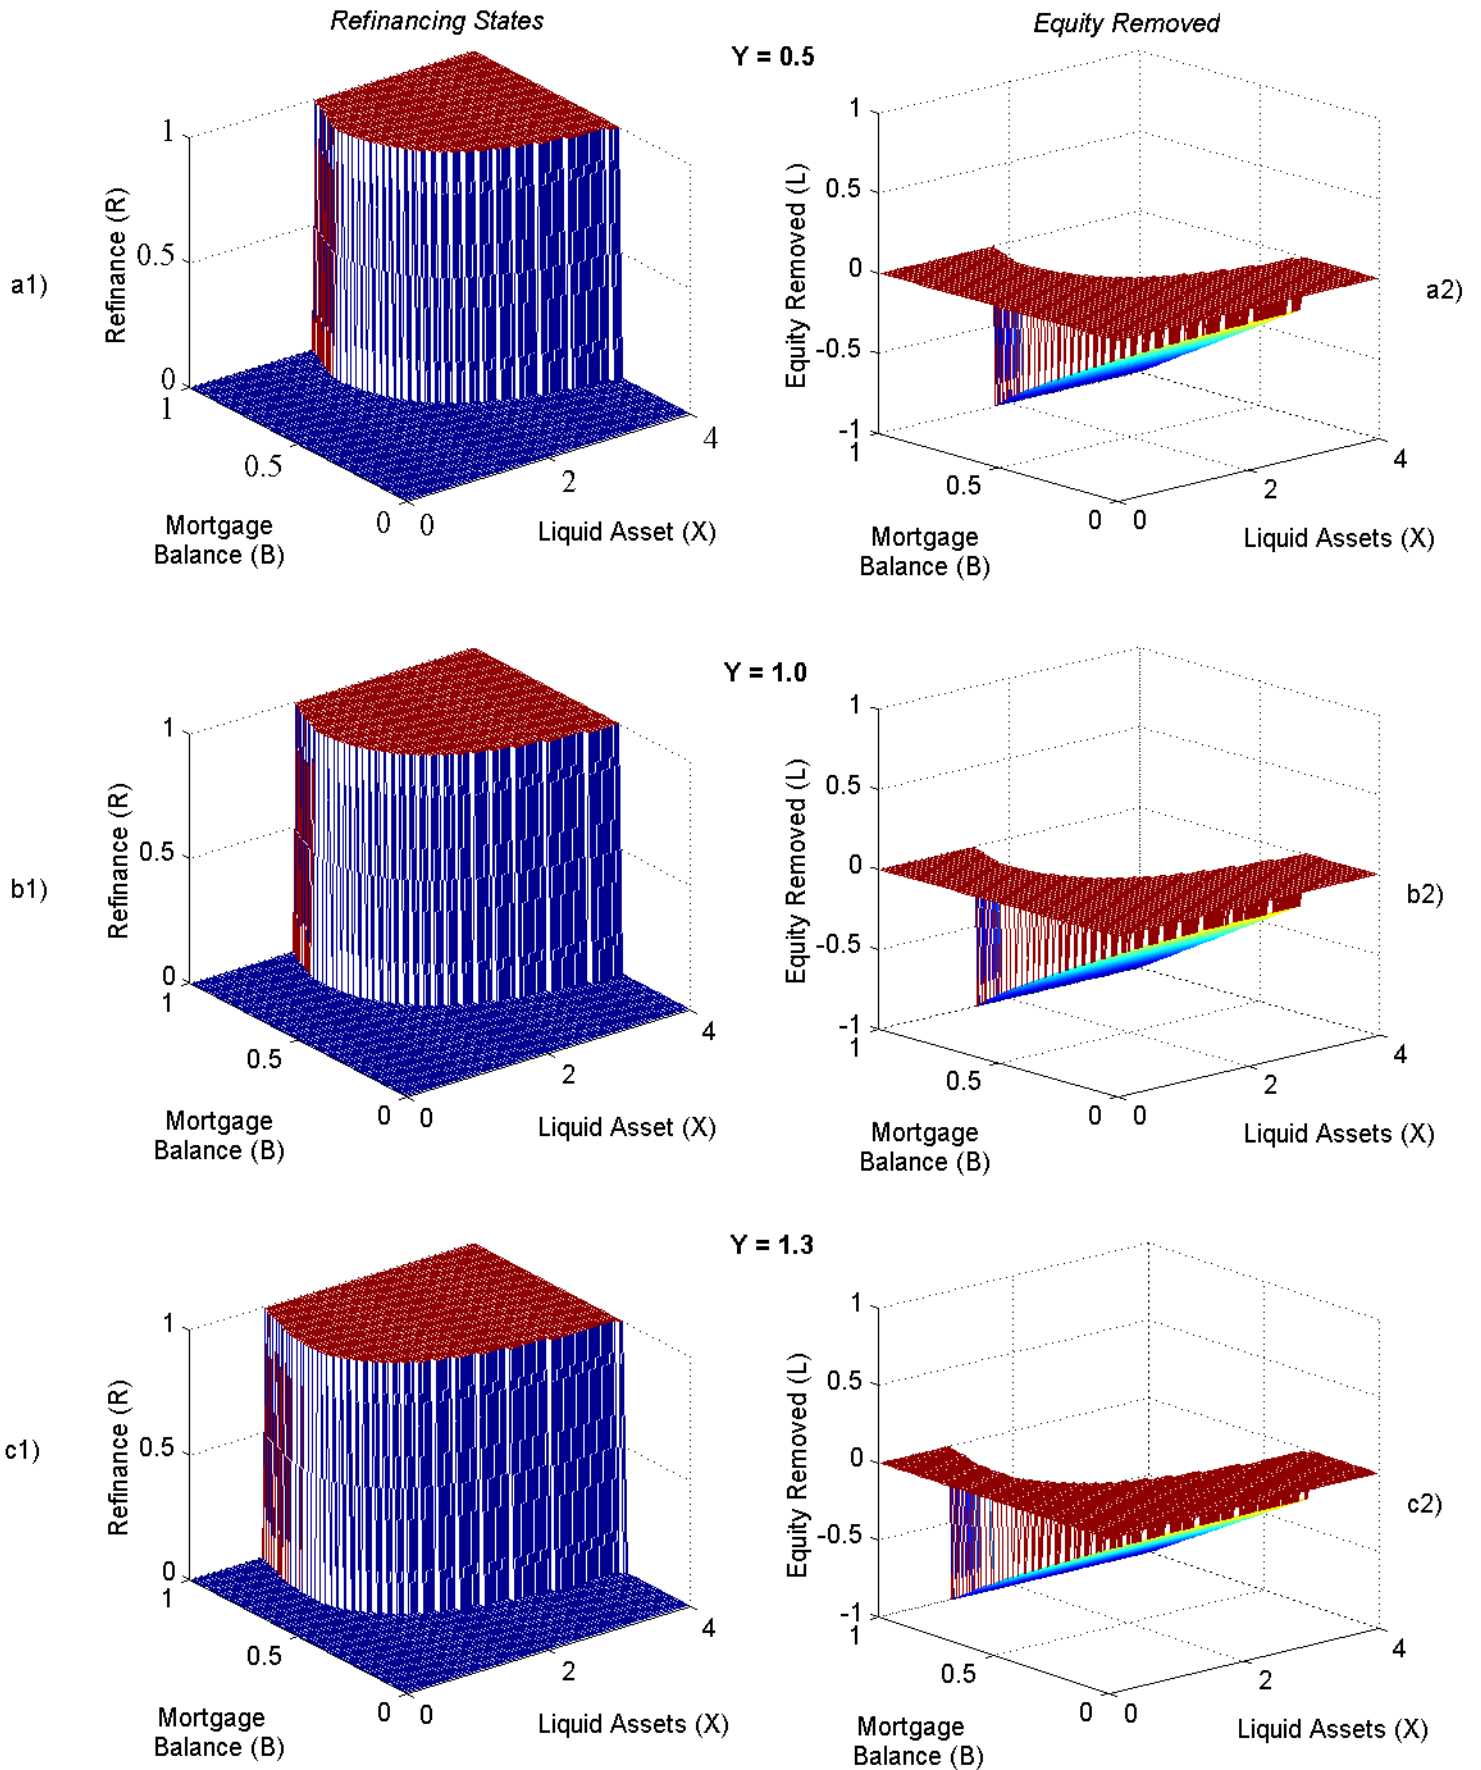 Refinancing States
Equity Removed
Y = 0.5
a1)
Refinance (R)
1
0.5
0
1
0.5
0
0
2
4
Mortgage
Balance (B)
Liquid Asset (X)
a2)
Equity Removed (L)
1
0.5
0
-0.5
-1
1
0.5
0
0
2
4
Mortgage
Balance (B)
Liquid Assets (X)
Y = 1.0
b1)
Refinance (R)
1
0.5
0
1
0.5
0
0
2
4
Mortgage
Balance (B)
Liquid Asset (X)
b2)
Equity Removed (L)
1
0.5
0
-0.5
-1
1
0.5
0
0
2
4
Mortgage
Balance (B)
Liquid Assets (X)
Y = 1.3
c1)
Refinance (R)
1
0.5
0
1
0.5
0
0
2
4
Mortgage
Balance (B)
Liquid Assets (X)
c2)
Equity Removed (L)
1
0.5
0
-0.5
-1
1
0.5
0
0
2
4
Mortgage
Balance (B)
Liquid Assets (X)